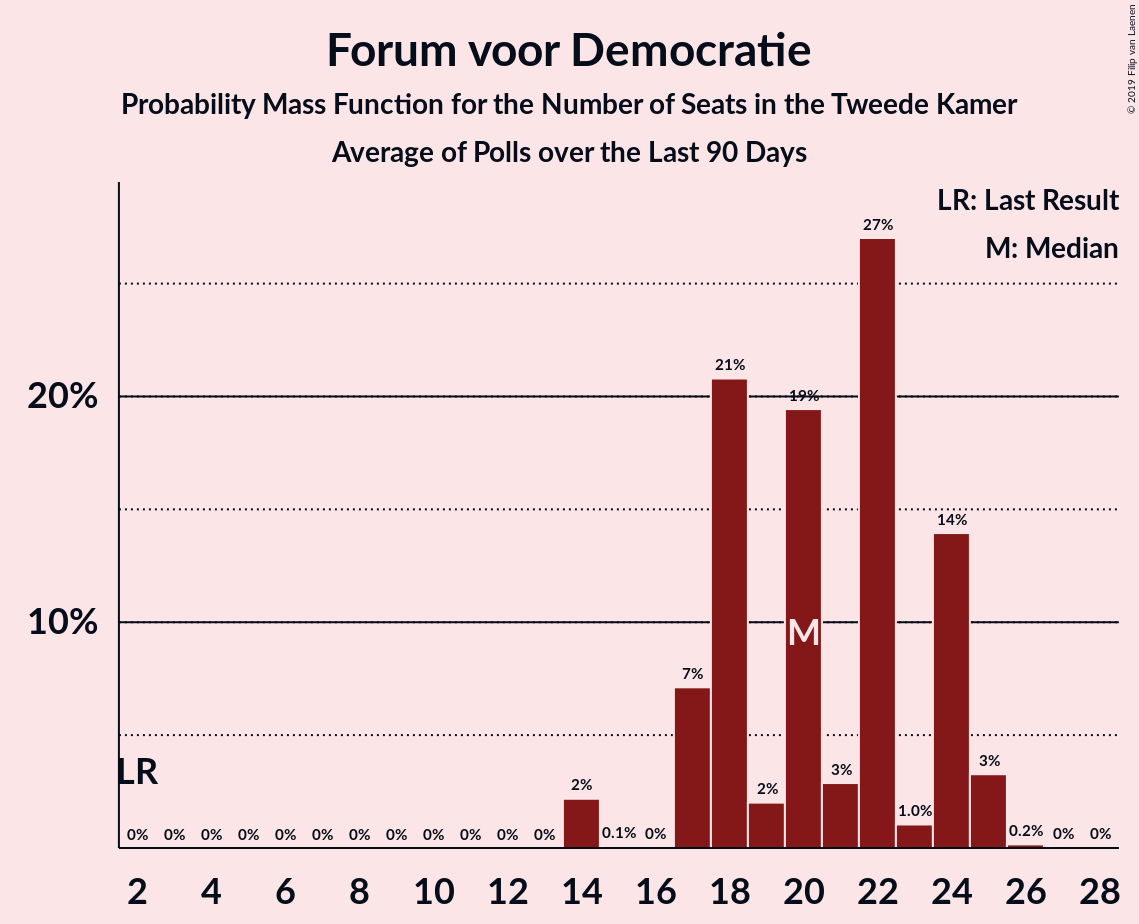 Forum voor Democratie
Probability Mass Function for the Number of Seats in the Tweede Kamer
Average of Polls over the Last 90 Days
© 2019 Filip van Laenen
LR: Last Result
M: Median
27%
21%
20%
19%
14%
10%
M
7%
LR
3%
3%
2%
2%
1.0%
0% 0% 0% 0% 0% 0% 0% 0% 0% 0% 0% 0% 0.1% 0% 0.2% 0% 0%
2 4 6 8 10 12 14 16 18 20 22 24 26 28